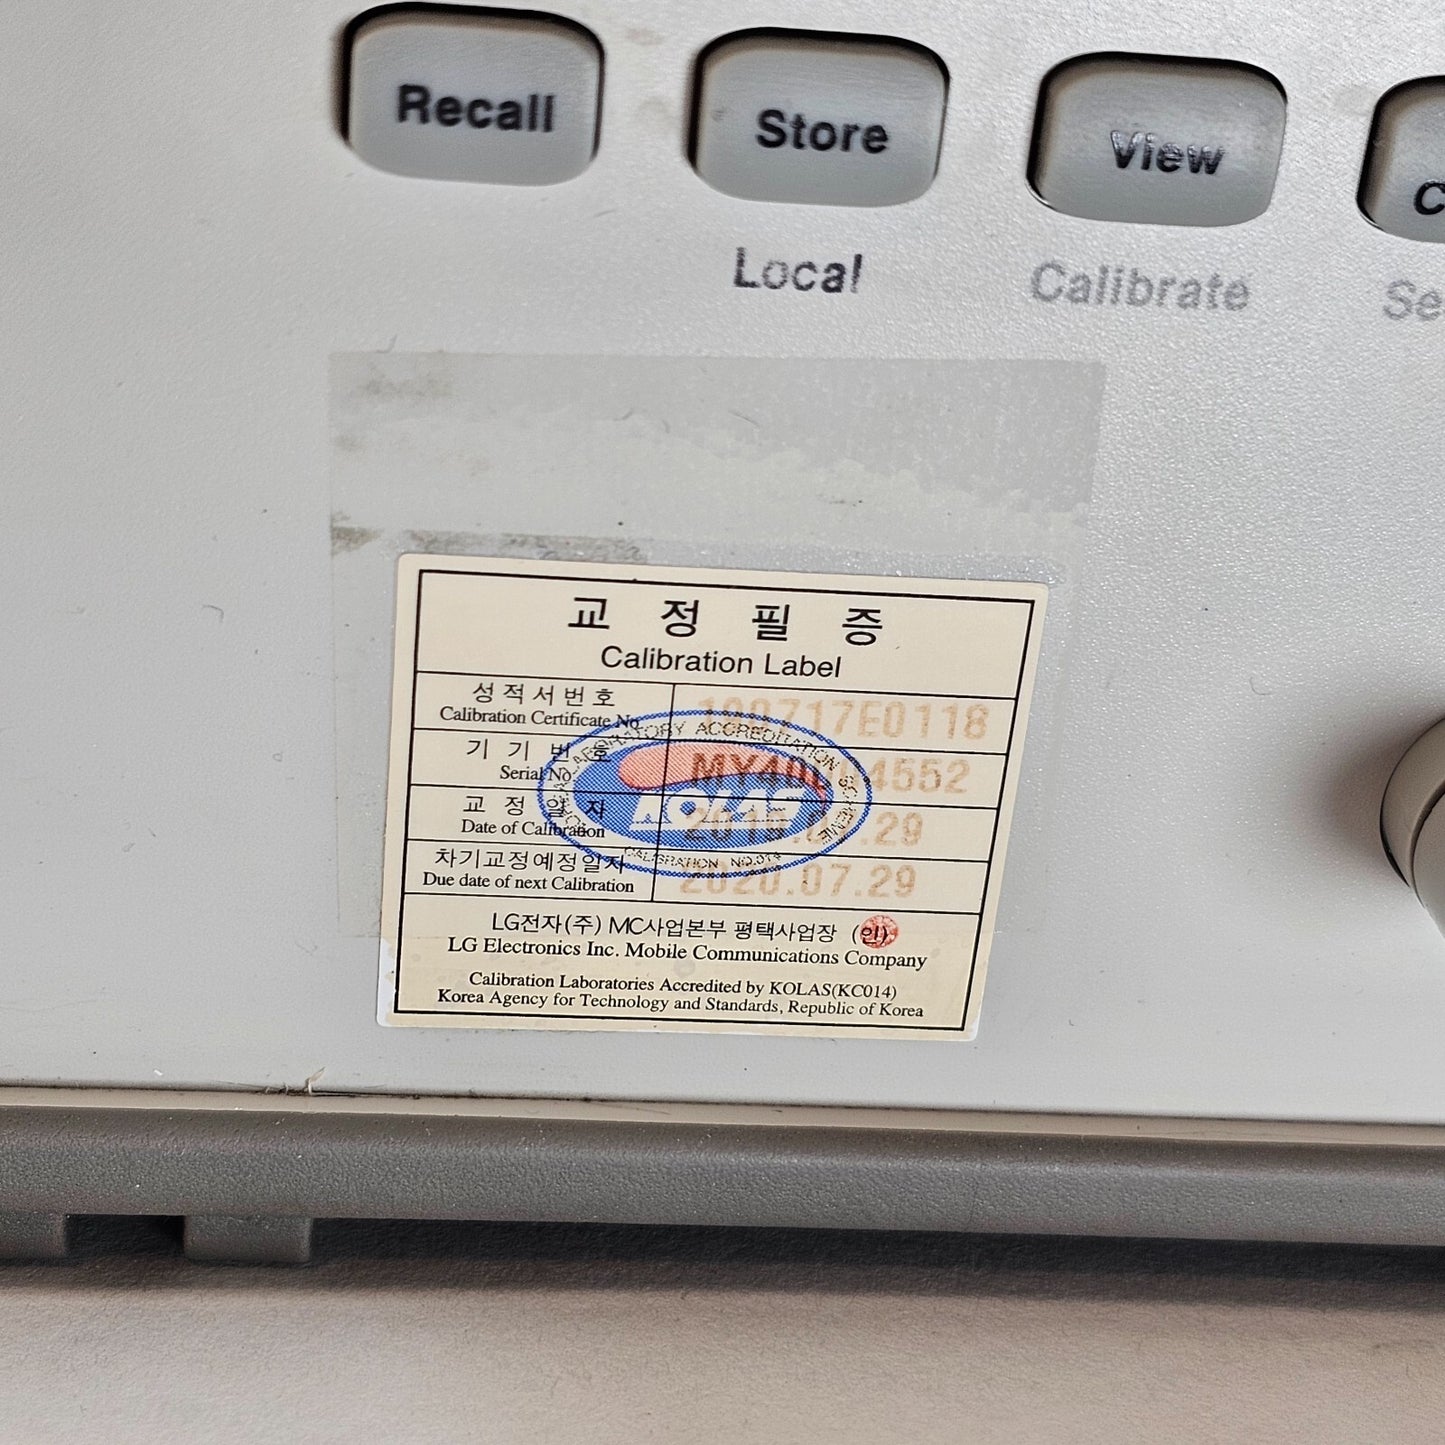 Recall
Store
View
Local
Calibrate
교 정 필 증
Calibration Label
성적서번호
Calibration Certificate No.
기 기 번 호
Serial No.
교 정 일 자
Date of Calibration
2020.07.29
차기교정예정일자
Due date of next Calibration
KOLAS
CALIBRATION NO.014
LG전자(주) MC사업본부 평택사업장 (인)
LG Electronics Inc. Mobile Communications Company
Calibration Laboratories Accredited by KOLAS(KC014)
Korea Agency for Technology and Standards, Republic of Korea